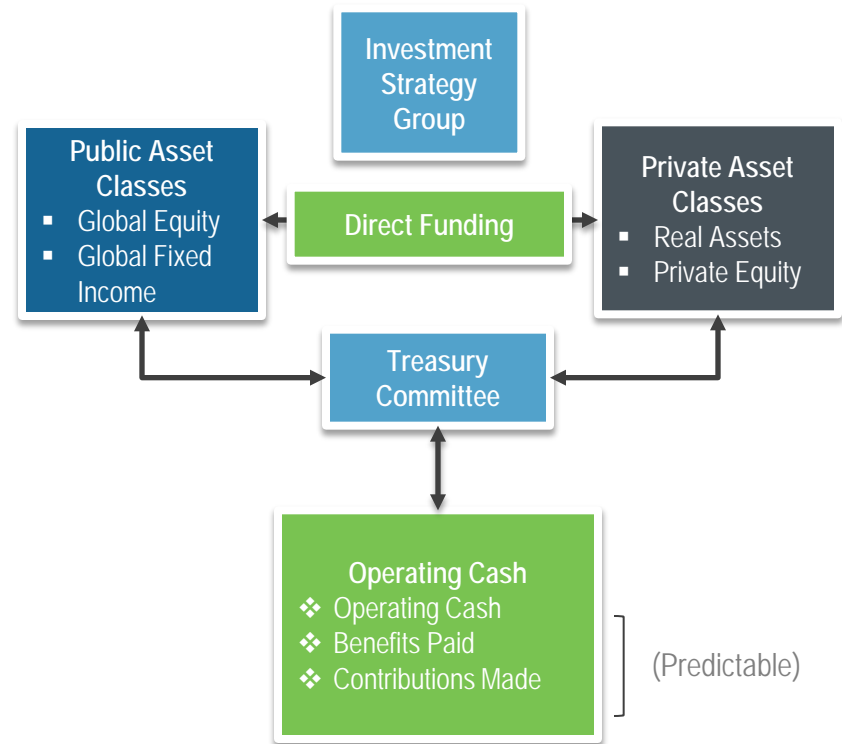 Investment
Strategy
Group
Public Asset
Classes
▪ Global Equity
▪ Global Fixed
Income
Direct Funding
Private Asset
Classes
▪ Real Assets
▪ Private Equity
Treasury
Committee
Operating Cash
❖ Operating Cash
❖ Benefits Paid
❖ Contributions Made
(Predictable)